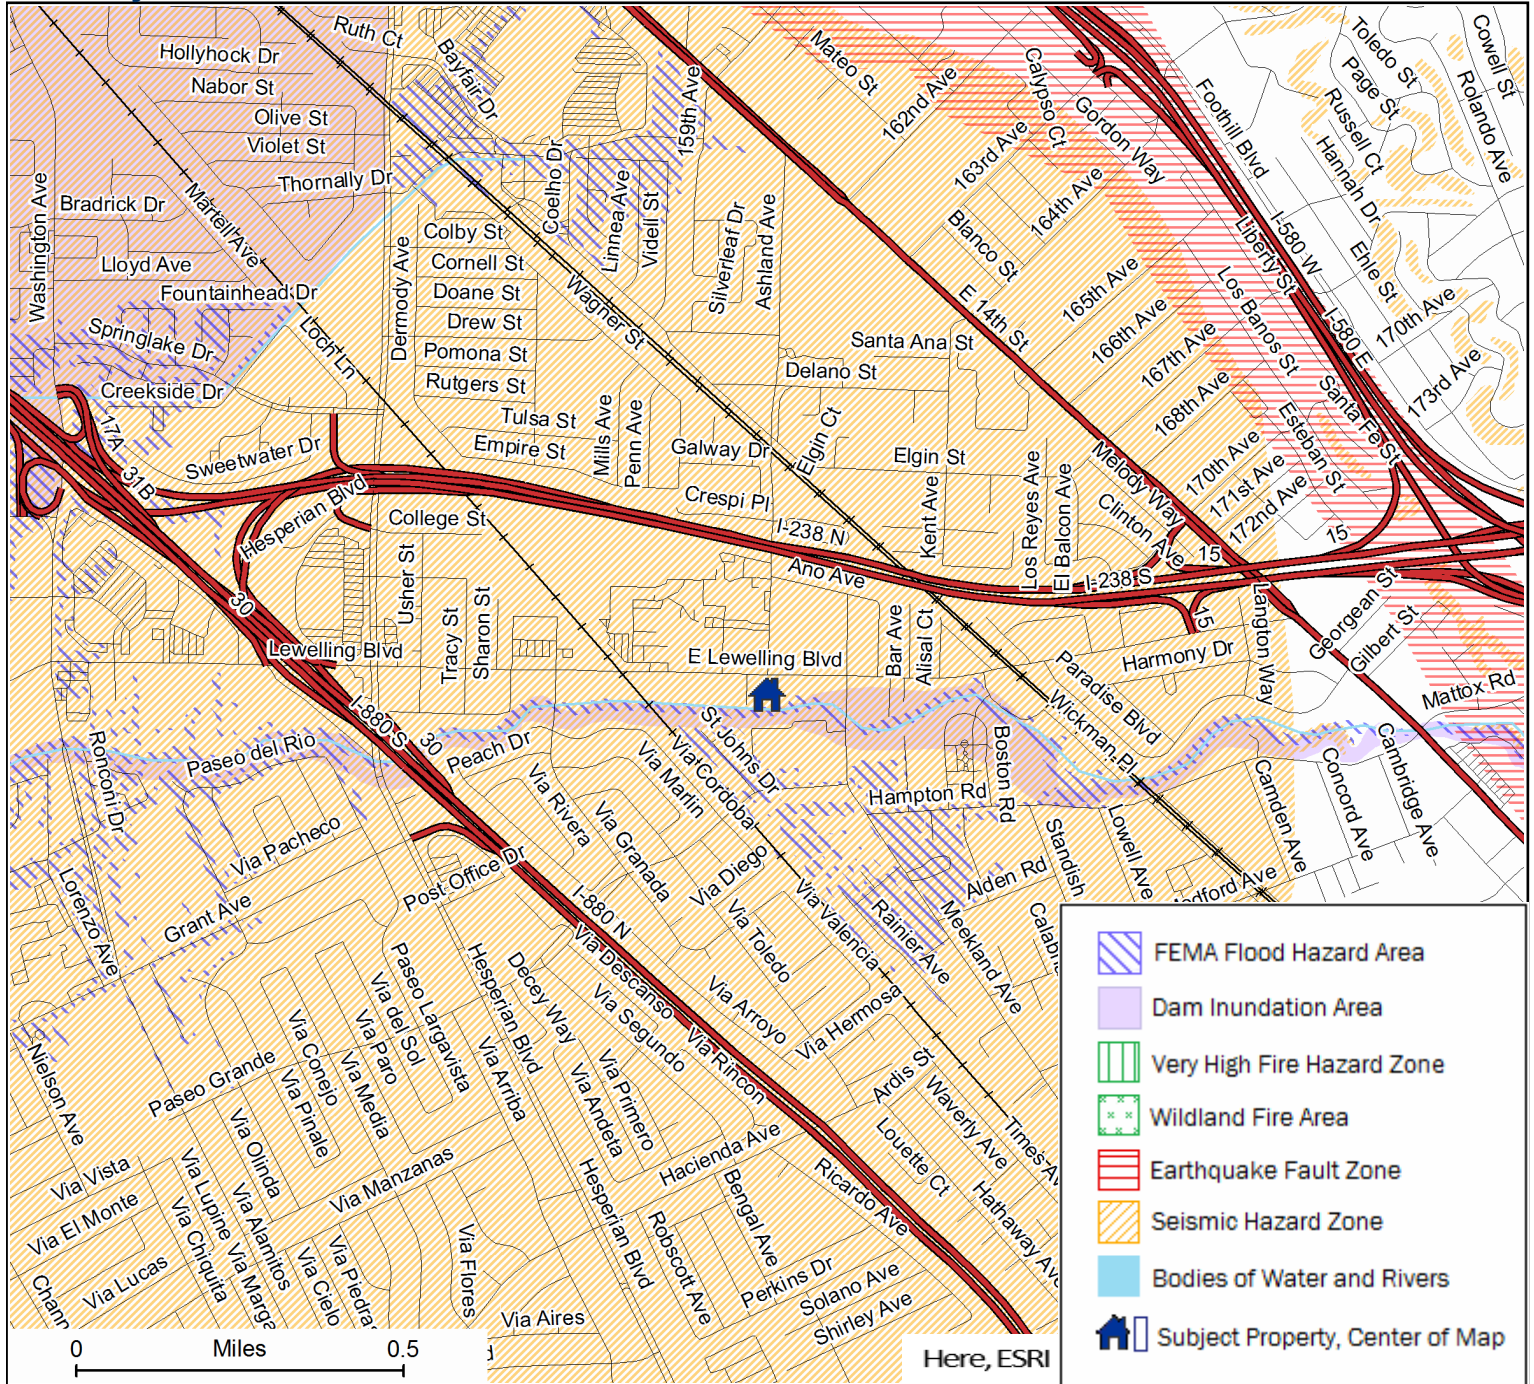 Ruth Ct
Hollyhock Dr
Bayfair Dr
Nabor St
Olive St
Violet St
Thornally Dr
Bradrick Dr
Martell Ave
Washington Ave
Lloyd Ave
Fountainhead Dr
Springlake Dr
Loch Ln
Creekside Dr
Dermody Ave
Colby St
Cornell St
Doane St
Drew St
Pomona St
Rutgers St
Tulsa St
Empire St
Coelho Dr
Linnea Ave
Videll St
159th Ave
Silverleaf Dr
Ashland Ave
Wagner St
Mateo St
162nd Ave
Calypso Ct
Gordon Way
163rd Ave
164th Ave
Blanco St
165th Ave
166th Ave
167th Ave
168th Ave
E 14th St
Foothill Blvd
Toledo St
Page St
Russell Ct
Hannah Dr
Cowell St
Rolando Ave
I-580 W
Liberty St
Ehle St
Los Banos St
I-580 E
170th Ave
173rd Ave
Santa Fe St
Esteban St
Santa Ana St
Delano St
Mills Ave
Penn Ave
Galway Dr
Elgin Ct
Elgin St
Crespi Pl
Kent Ave
Los Reyes Ave
El Balcon Ave
Melody Way
Clinton Ave
170th Ave
171st Ave
172nd Ave
17A
31B
Sweetwater Dr
Hesperian Blvd
College St
I-238 N
Ano Ave
I-238 S
15
15
15
30
Usher St
Tracy St
Sharon St
Lewelling Blvd
E Lewelling Blvd
Bar Ave
Alisal Ct
Langton Way
Georgean St
Gilbert St
Harmony Dr
Paradise Blvd
Wickman Pl
Mattox Rd
I-880 S
30
Ronconi Dr
Paseo del Rio
Peach Dr
St Johns Dr
Via Cordoba
Via Marlin
Boston Rd
Hampton Rd
Camden Ave
Concord Ave
Cambridge Ave
Via Rivera
Via Granada
Via Pacheco
Post Office Dr
Via Diego
Standish
Lowell Ave
Alden Rd
edford Ave
Lorenzo Ave
Grant Ave
I-880 N
Via Descanso
Via Toledo
Via Valencia
Rainier Ave
Meekland Ave
Calabr
Paseo Largavista
Hesperian Blvd
Decey Way
Via Segundo
Via Arroyo
Via Hermosa
Via Rincon
Via del Sol
Via Paro
Via Conejo
Via Media
Via Pinale
Nielson Ave
Paseo Grande
Via Arriba
Via Andeta
Via Primero
Ardis St
Waverly Ave
Times Av
Louette Ct
Hacienda Ave
Ricardo Ave
Hathaway Ave
Via Olinda
Via Vista
Via El Monte
Via Lupine
Via Alamitos
Via Manzanas
Via Chiquita
Via Marga
Via Cielo
Via Piedras
Via Lucas
Chann
Via Flores
Hesperian Blvd
Robscott Ave
Bengal Ave
Perkins Dr
Solano Ave
Shirley Ave
Via Aires
d
0 Miles 0.5
Here, ESRI
FEMA Flood Hazard Area
Dam Inundation Area
Very High Fire Hazard Zone
Wildland Fire Area
Earthquake Fault Zone
Seismic Hazard Zone
Bodies of Water and Rivers
Subject Property, Center of Map